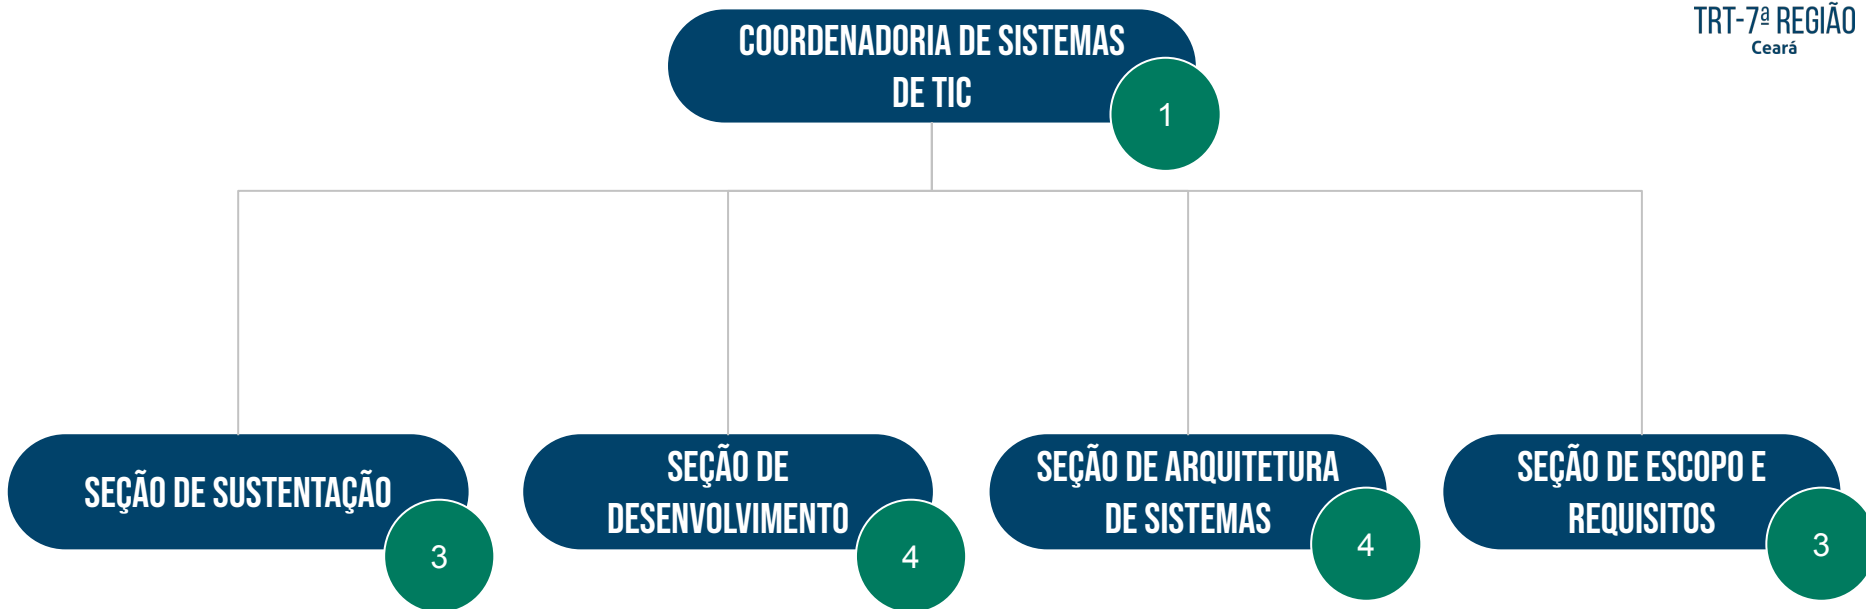 TRT-7ª REGIÃO
Ceará
COORDENADORIA DE SISTEMAS
DE TIC
1
SEÇÃO DE SUSTENTAÇÃO
3
SEÇÃO DE
DESENVOLVIMENTO
4
SEÇÃO DE ARQUITETURA
DE SISTEMAS
4
SEÇÃO DE ESCOPO E
REQUISITOS
3